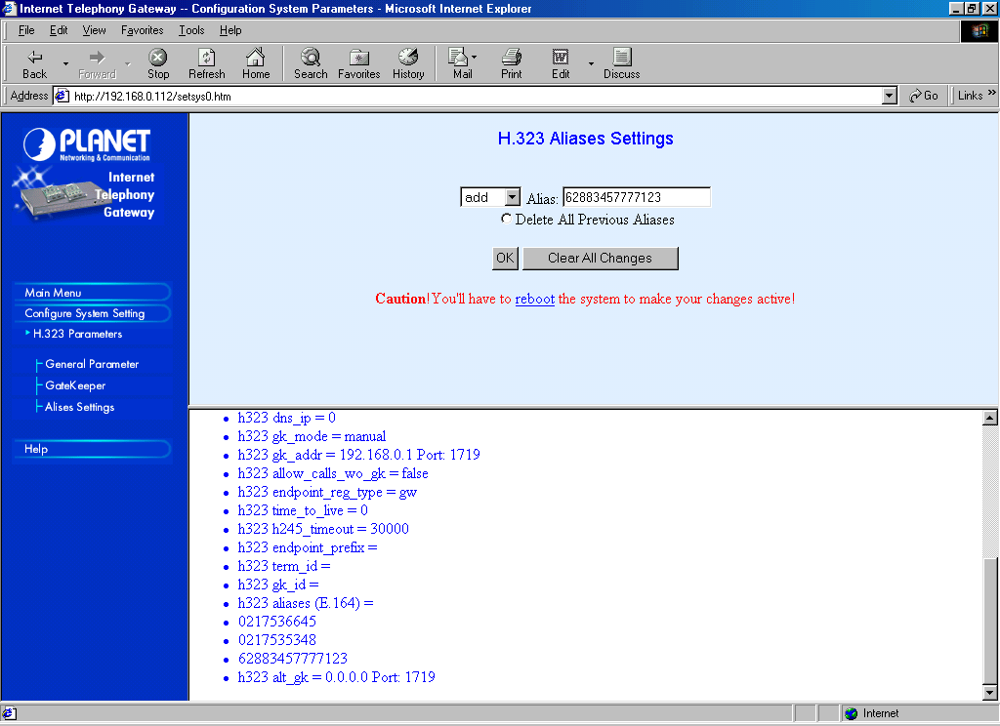 Internet Telephony Gateway -- Configuration System Parameters - Microsoft Internet Explorer
File Edit View Favorites Tools Help
Back Forward Stop Refresh Home Search Favorites History Mail Print Edit Discuss
Address http://192.168.0.112/setsys0.htm Go Links »
PLANET
Networking & Communication
Internet
Telephony
Gateway
Main Menu
Configure System Setting
H.323 Parameters
General Parameter
GateKeeper
Alises Settings
Help
H.323 Aliases Settings
add Alias: 62883457777123
Delete All Previous Aliases
OK Clear All Changes
Caution! You'll have to reboot the system to make your changes active!
h323 dns_ip = 0
h323 gk_mode = manual
h323 gk_addr = 192.168.0.1 Port: 1719
h323 allow_calls_wo_gk = false
h323 endpoint_reg_type = gw
h323 time_to_live = 0
h323 h245_timeout = 30000
h323 endpoint_prefix =
h323 term_id =
h323 gk_id =
h323 aliases (E.164) =
0217536645
0217535348
62883457777123
h323 alt_gk = 0.0.0.0 Port: 1719
Internet